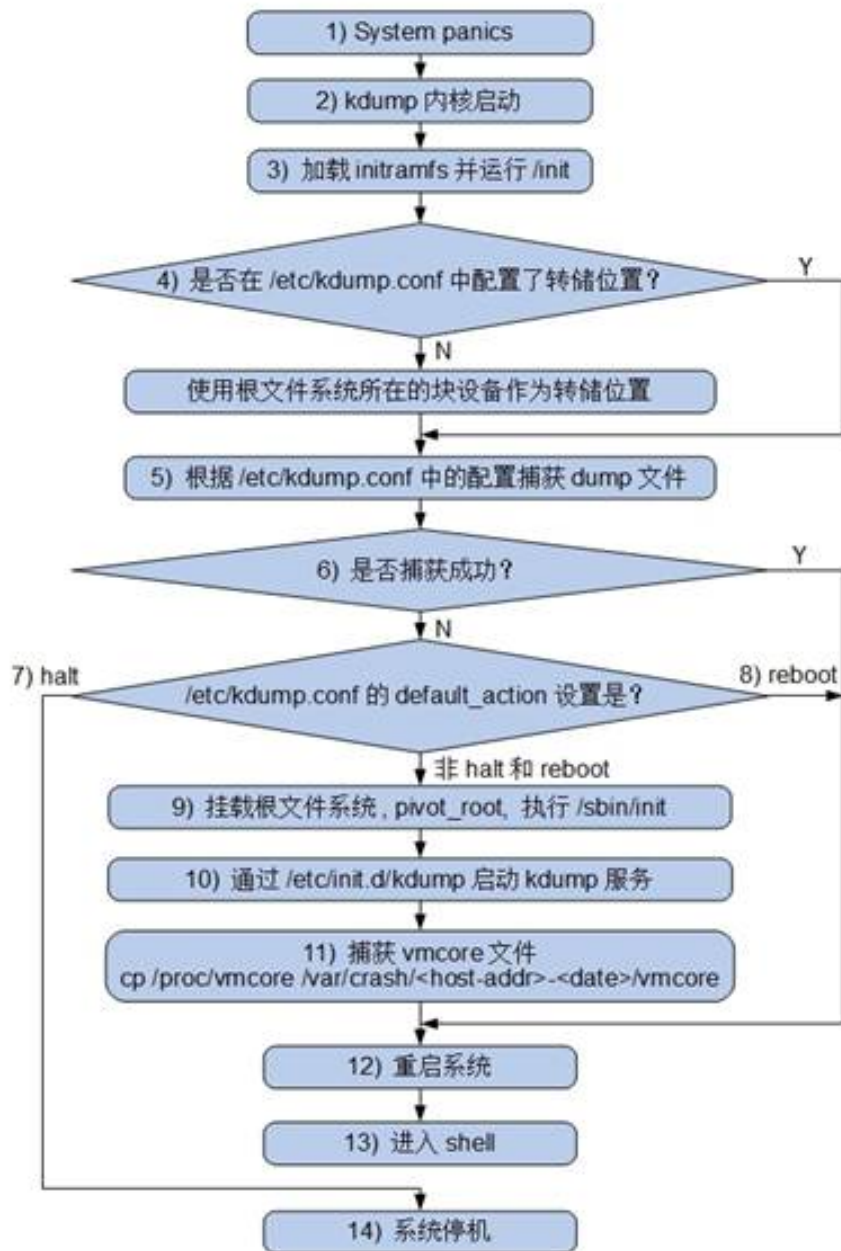 1) System panics
2) kdump 内核启动
3) 加载 initramfs 并运行 /init
4) 是否在 /etc/kdump.conf 中配置了转储位置？
Y
N
使用根文件系统所在的块设备作为转储位置
5) 根据 /etc/kdump.conf 中的配置捕获 dump 文件
6) 是否捕获成功？
Y
N
7) halt
/etc/kdump.conf 的 default_action 设置是？
8) reboot
非 halt 和 reboot
9) 挂载根文件系统, pivot_root, 执行 /sbin/init
10) 通过 /etc/init.d/kdump 启动 kdump 服务
11) 捕获 vmcore 文件
cp /proc/vmcore /var/crash/<host-addr>-<date>/vmcore
12) 重启系统
13) 进入 shell
14) 系统停机